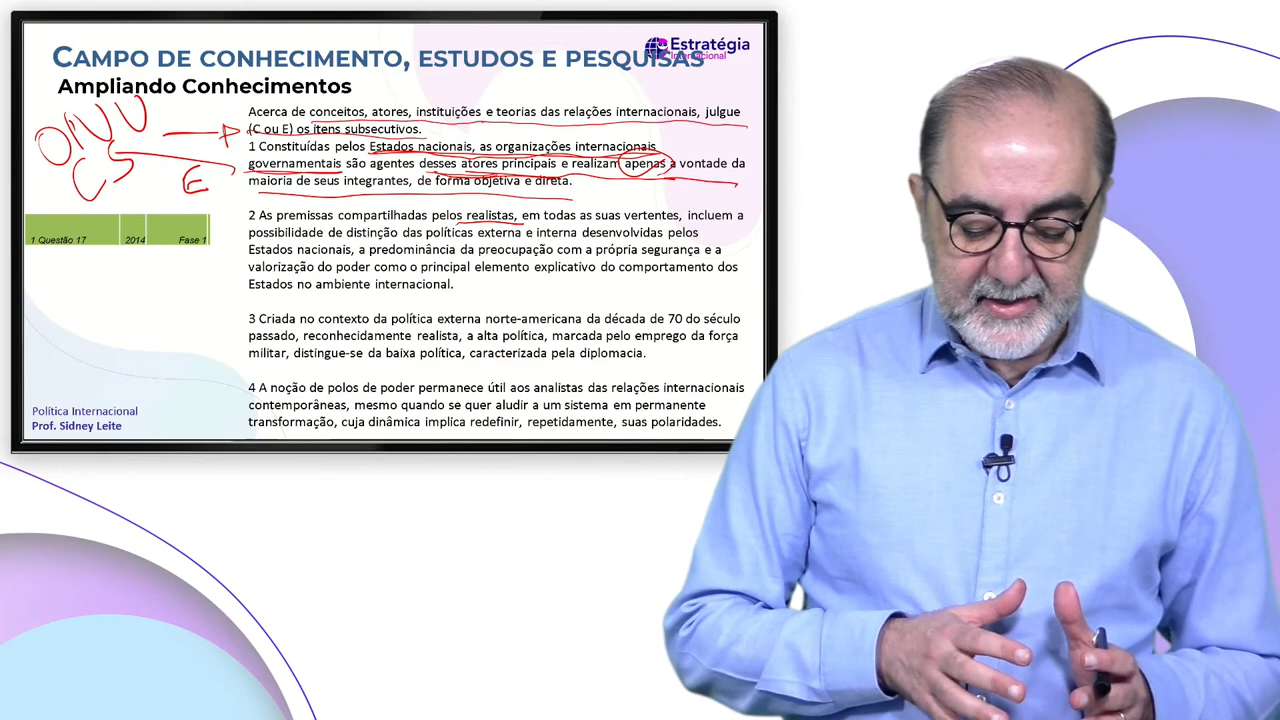 CAMPO DE CONHECIMENTO, ESTUDOS E PESQUISAS
Estratégia
Internacional
Ampliando Conhecimentos
ONU
CS
E
Acerca de conceitos, atores, instituições e teorias das relações internacionais, julgue
(C ou E) os itens subsecutivos.
1 Constituídas pelos Estados nacionais, as organizações internacionais
governamentais são agentes desses atores principais e realizam apenas a vontade da
maioria de seus integrantes, de forma objetiva e direta.
1 Questão 17 2014 Fase 1
2 As premissas compartilhadas pelos realistas, em todas as suas vertentes, incluem a
possibilidade de distinção das políticas externa e interna desenvolvidas pelos
Estados nacionais, a predominância da preocupação com a própria segurança e a
valorização do poder como o principal elemento explicativo do comportamento dos
Estados no ambiente internacional.
3 Criada no contexto da política externa norte-americana da década de 70 do século
passado, reconhecidamente realista, a alta política, marcada pelo emprego da força
militar, distingue-se da baixa política, caracterizada pela diplomacia.
4 A noção de polos de poder permanece útil aos analistas das relações internacionais
contemporâneas, mesmo quando se quer aludir a um sistema em permanente
transformação, cuja dinâmica implica redefinir, repetidamente, suas polaridades.
Política Internacional
Prof. Sidney Leite